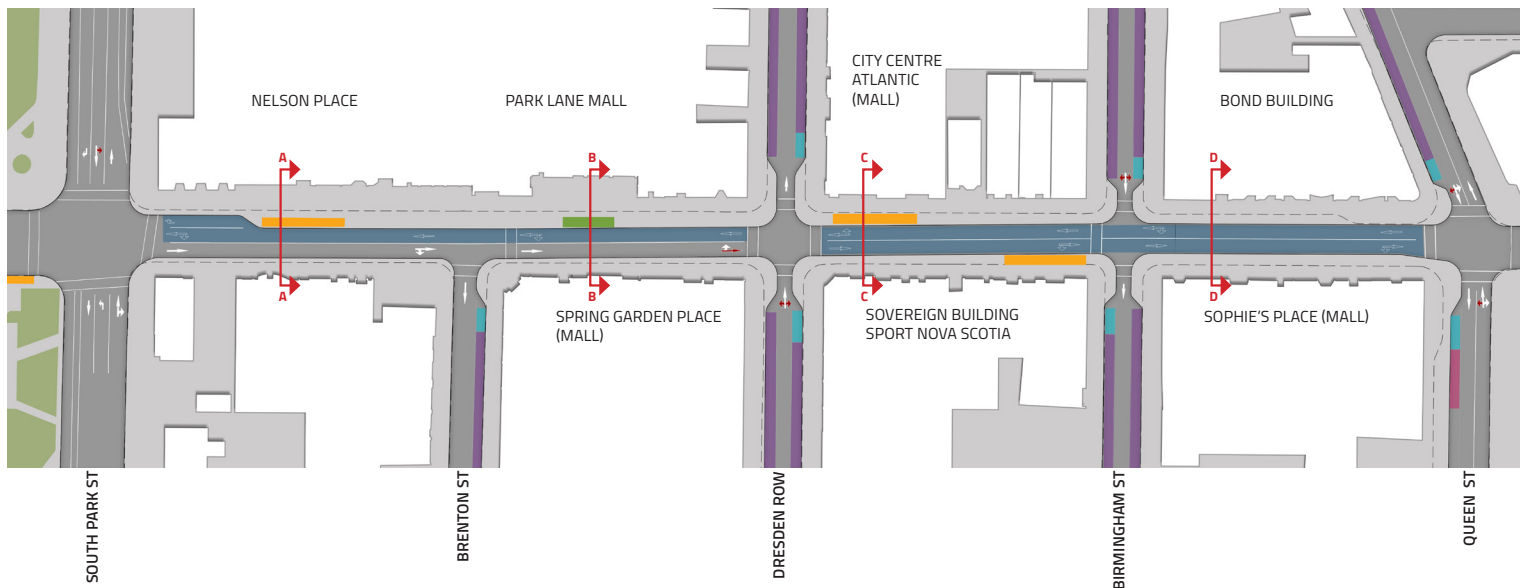 CITY CENTRE
ATLANTIC
(MALL)
NELSON PLACE
PARK LANE MALL
BOND BUILDING
A
B
C
D
A
B
C
D
SPRING GARDEN PLACE
(MALL)
SOVEREIGN BUILDING
SPORT NOVA SCOTIA
SOPHIE'S PLACE (MALL)
SOUTH PARK ST
BRENTON ST
DRESDEN ROW
BIRMINGHAM ST
QUEEN ST